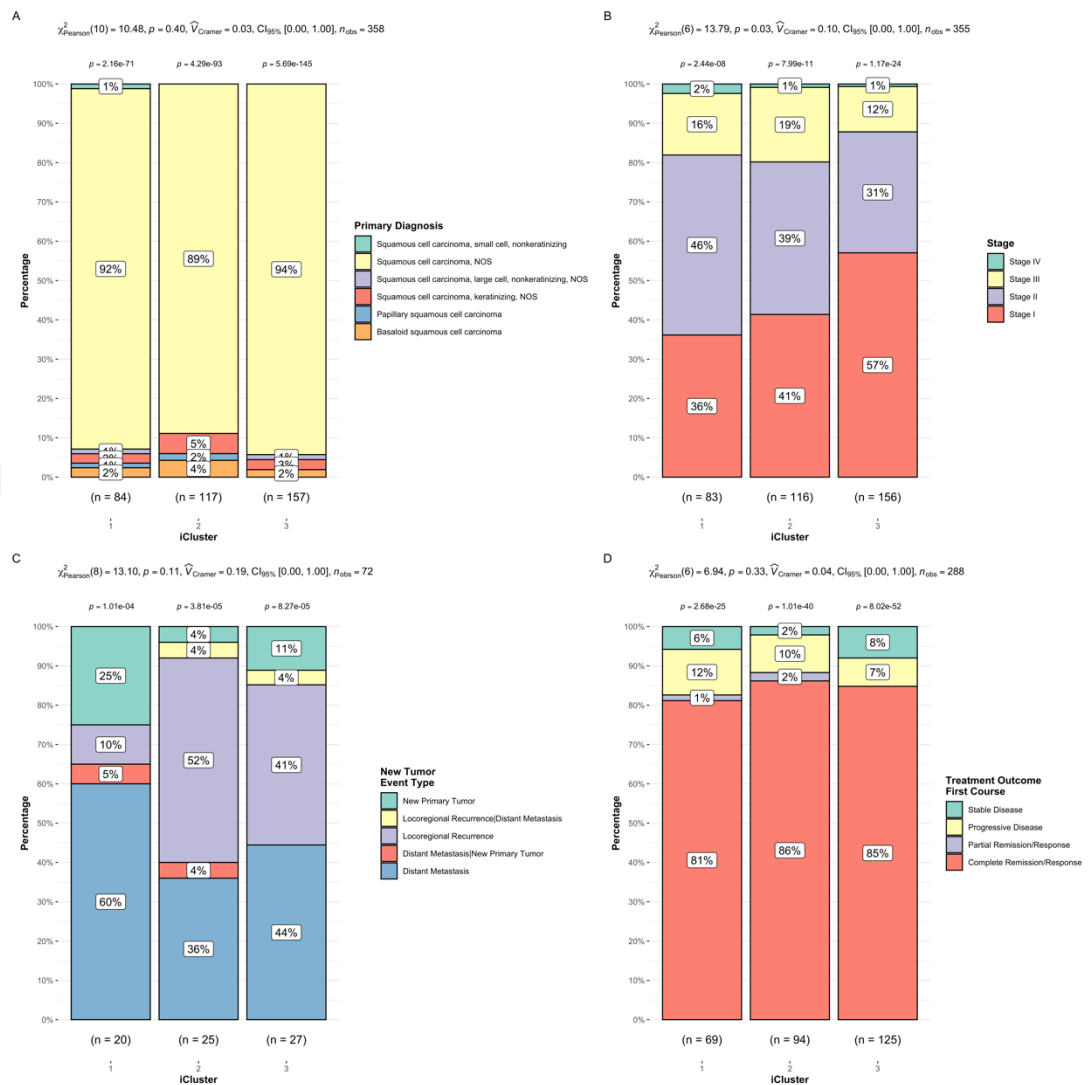 A
χ²Pearson(10) = 10.48, p = 0.40, V̂Cramer = 0.03, CI95% [0.00, 1.00], nobs = 358
p = 2.16e-71 p = 4.29e-93 p = 5.69e-145
Percentage
100%
90%
80%
70%
60%
50%
40%
30%
20%
10%
0%
1%
92% 89% 94%
1% 5% 1%
2% 2% 3%
1% 4% 2%
2%
(n = 84) (n = 117) (n = 157)
1 2 3
iCluster
Primary Diagnosis
Squamous cell carcinoma, small cell, nonkeratinizing
Squamous cell carcinoma, NOS
Squamous cell carcinoma, large cell, nonkeratinizing, NOS
Squamous cell carcinoma, keratinizing, NOS
Papillary squamous cell carcinoma
Basaloid squamous cell carcinoma
B
χ²Pearson(6) = 13.79, p = 0.03, V̂Cramer = 0.10, CI95% [0.00, 1.00], nobs = 355
p = 2.44e-08 p = 7.99e-11 p = 1.17e-24
Percentage
100%
90%
80%
70%
60%
50%
40%
30%
20%
10%
0%
2% 1% 1%
16% 19% 12%
46% 39% 31%
36% 41% 57%
(n = 83) (n = 116) (n = 156)
1 2 3
iCluster
Stage
Stage IV
Stage III
Stage II
Stage I
C
χ²Pearson(8) = 13.10, p = 0.11, V̂Cramer = 0.19, CI95% [0.00, 1.00], nobs = 72
p = 1.01e-04 p = 3.81e-05 p = 8.27e-05
Percentage
100%
90%
80%
70%
60%
50%
40%
30%
20%
10%
0%
25% 4% 11%
4% 4%
10% 52% 41%
5% 4%
60% 36% 44%
(n = 20) (n = 25) (n = 27)
1 2 3
iCluster
New Tumor
Event Type
New Primary Tumor
Locoregional Recurrence|Distant Metastasis
Locoregional Recurrence
Distant Metastasis|New Primary Tumor
Distant Metastasis
D
χ²Pearson(6) = 6.94, p = 0.33, V̂Cramer = 0.04, CI95% [0.00, 1.00], nobs = 288
p = 2.68e-25 p = 1.01e-40 p = 8.02e-52
Percentage
100%
90%
80%
70%
60%
50%
40%
30%
20%
10%
0%
6% 2% 8%
12% 10% 7%
1% 2%
81% 86% 85%
(n = 69) (n = 94) (n = 125)
1 2 3
iCluster
Treatment Outcome
First Course
Stable Disease
Progressive Disease
Partial Remission/Response
Complete Remission/Response